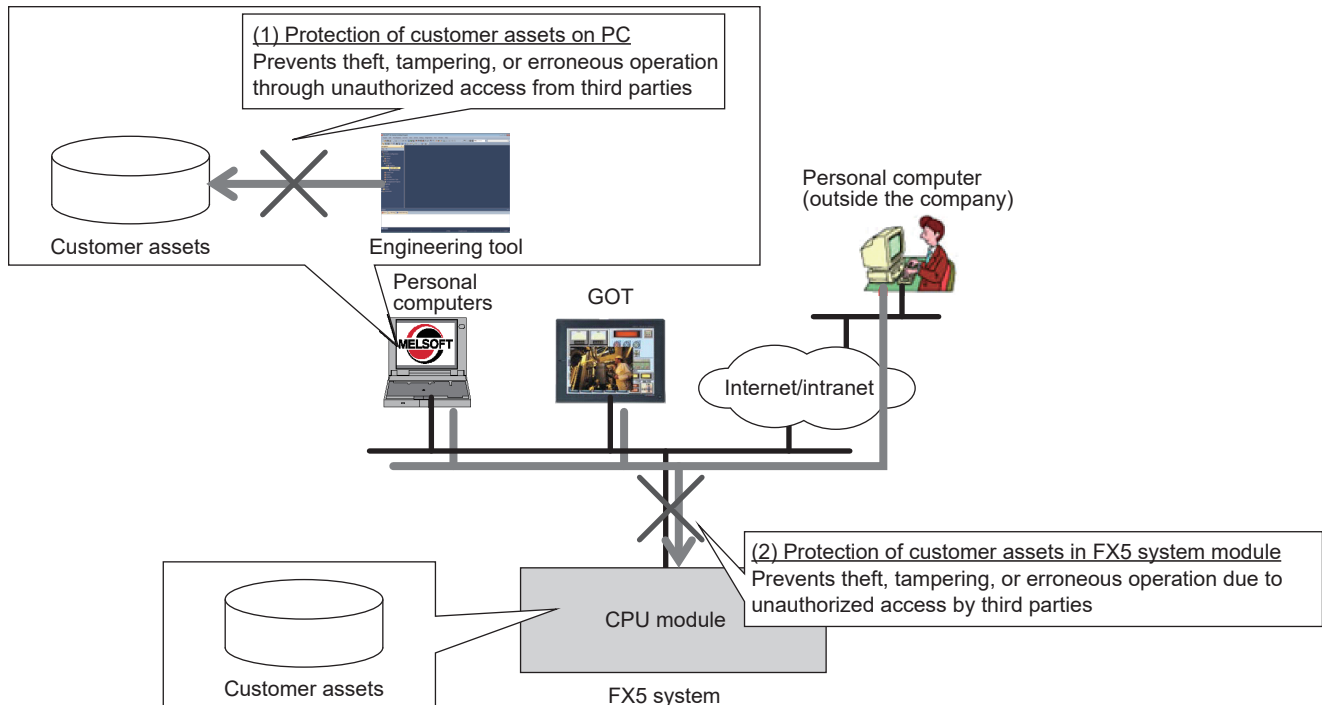 (1) Protection of customer assets on PC
Prevents theft, tampering, or erroneous operation
through unauthorized access from third parties
Customer assets
Engineering tool
Personal computer
(outside the company)
Personal
computers
MELSOFT
GOT
Internet/intranet
(2) Protection of customer assets in FX5 system module
Prevents theft, tampering, or erroneous operation due to
unauthorized access by third parties
CPU module
Customer assets
FX5 system